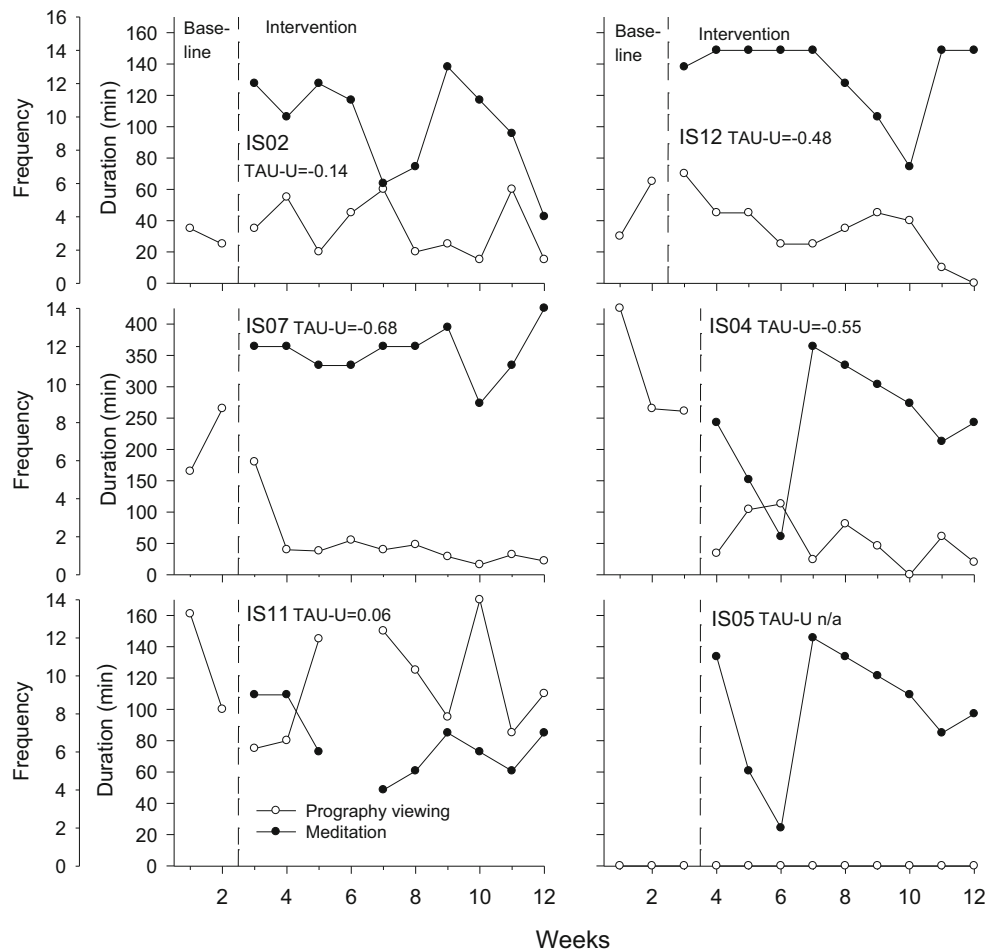 Frequency
Duration (min)
16
14
12
10
8
6
4
2
0
160
140
120
100
80
60
40
20
0
Base-
line
Intervention
IS02
TAU-U=-0.14
Base-
line
Intervention
IS12 TAU-U=-0.48
Frequency
Duration (min)
14
12
10
8
6
4
2
0
400
350
300
250
200
150
100
50
0
IS07 TAU-U=-0.68
IS04 TAU-U=-0.55
Frequency
Duration (min)
14
12
10
8
6
4
2
0
160
140
120
100
80
60
40
20
0
IS11 TAU-U=0.06
Prography viewing
Meditation
IS05 TAU-U n/a
2 4 6 8 10 12
2 4 6 8 10 12
Weeks